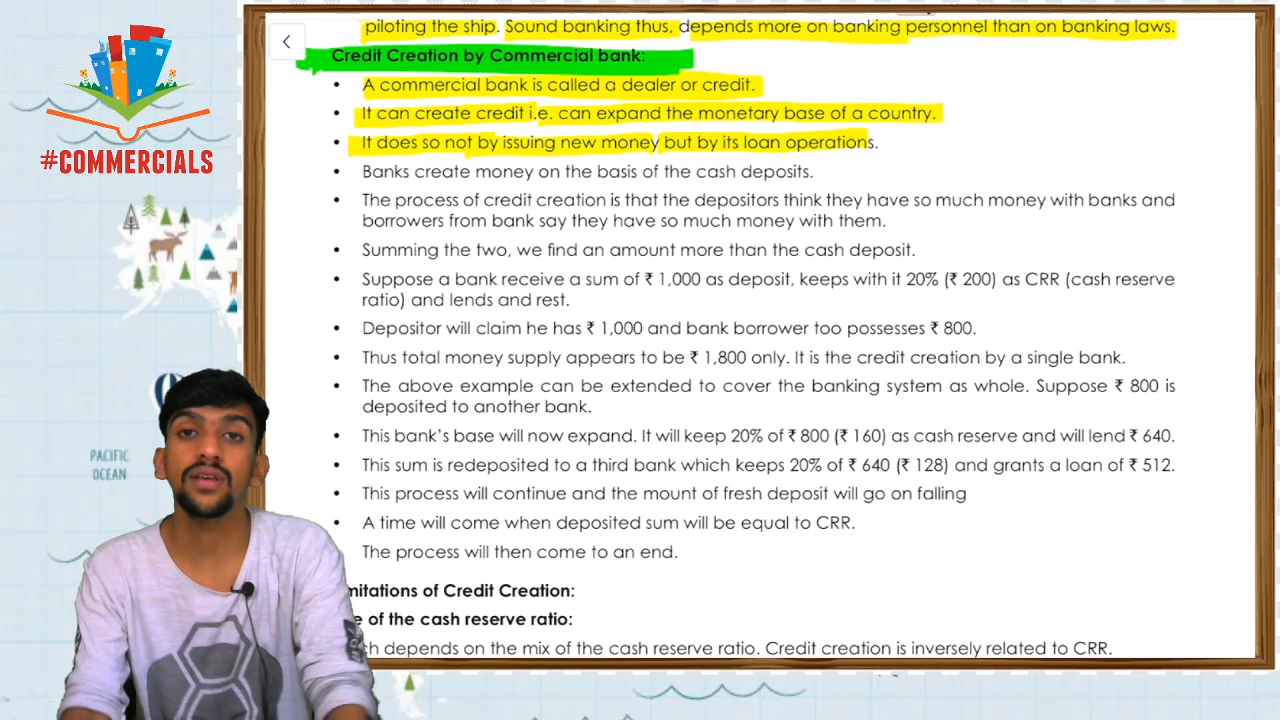 piloting the ship. Sound banking thus, depends more on banking personnel than on banking laws.
Credit Creation by Commercial bank:
• A commercial bank is called a dealer or credit.
• It can create credit i.e. can expand the monetary base of a country.
• It does so not by issuing new money but by its loan operations.
• Banks create money on the basis of the cash deposits.
• The process of credit creation is that the depositors think they have so much money with banks and
borrowers from bank say they have so much money with them.
• Summing the two, we find an amount more than the cash deposit.
• Suppose a bank receive a sum of ₹ 1,000 as deposit, keeps with it 20% (₹ 200) as CRR (cash reserve
ratio) and lends and rest.
• Depositor will claim he has ₹ 1,000 and bank borrower too possesses ₹ 800.
• Thus total money supply appears to be ₹ 1,800 only. It is the credit creation by a single bank.
• The above example can be extended to cover the banking system as whole. Suppose ₹ 800 is
deposited to another bank.
• This bank's base will now expand. It will keep 20% of ₹ 800 (₹ 160) as cash reserve and will lend ₹ 640.
• This sum is redeposited to a third bank which keeps 20% of ₹ 640 (₹ 128) and grants a loan of ₹ 512.
• This process will continue and the mount of fresh deposit will go on falling
• A time will come when deposited sum will be equal to CRR.
The process will then come to an end.
mitations of Credit Creation:
e of the cash reserve ratio:
ch depends on the mix of the cash reserve ratio. Credit creation is inversely related to CRR.
#COMMERCIALS
PACIFIC
OCEAN